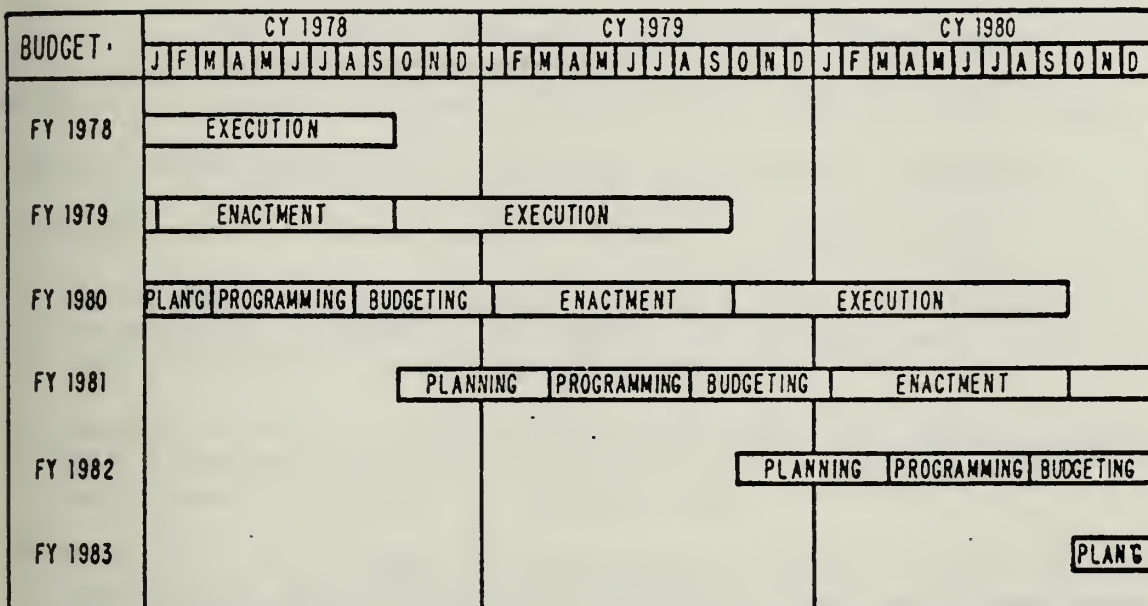 BUDGET· CY 1978 CY 1979 CY 1980
J F M A M J J A S O N D J F M A M J J A S O N D J F M A M J J A S O N D
FY 1978 EXECUTION
FY 1979 ENACTMENT EXECUTION
FY 1980 PLAN'G PROGRAMMING BUDGETING ENACTMENT EXECUTION
FY 1981 PLANNING PROGRAMMING BUDGETING ENACTMENT
FY 1982 PLANNING PROGRAMMING BUDGETING
FY 1983 PLAN'G